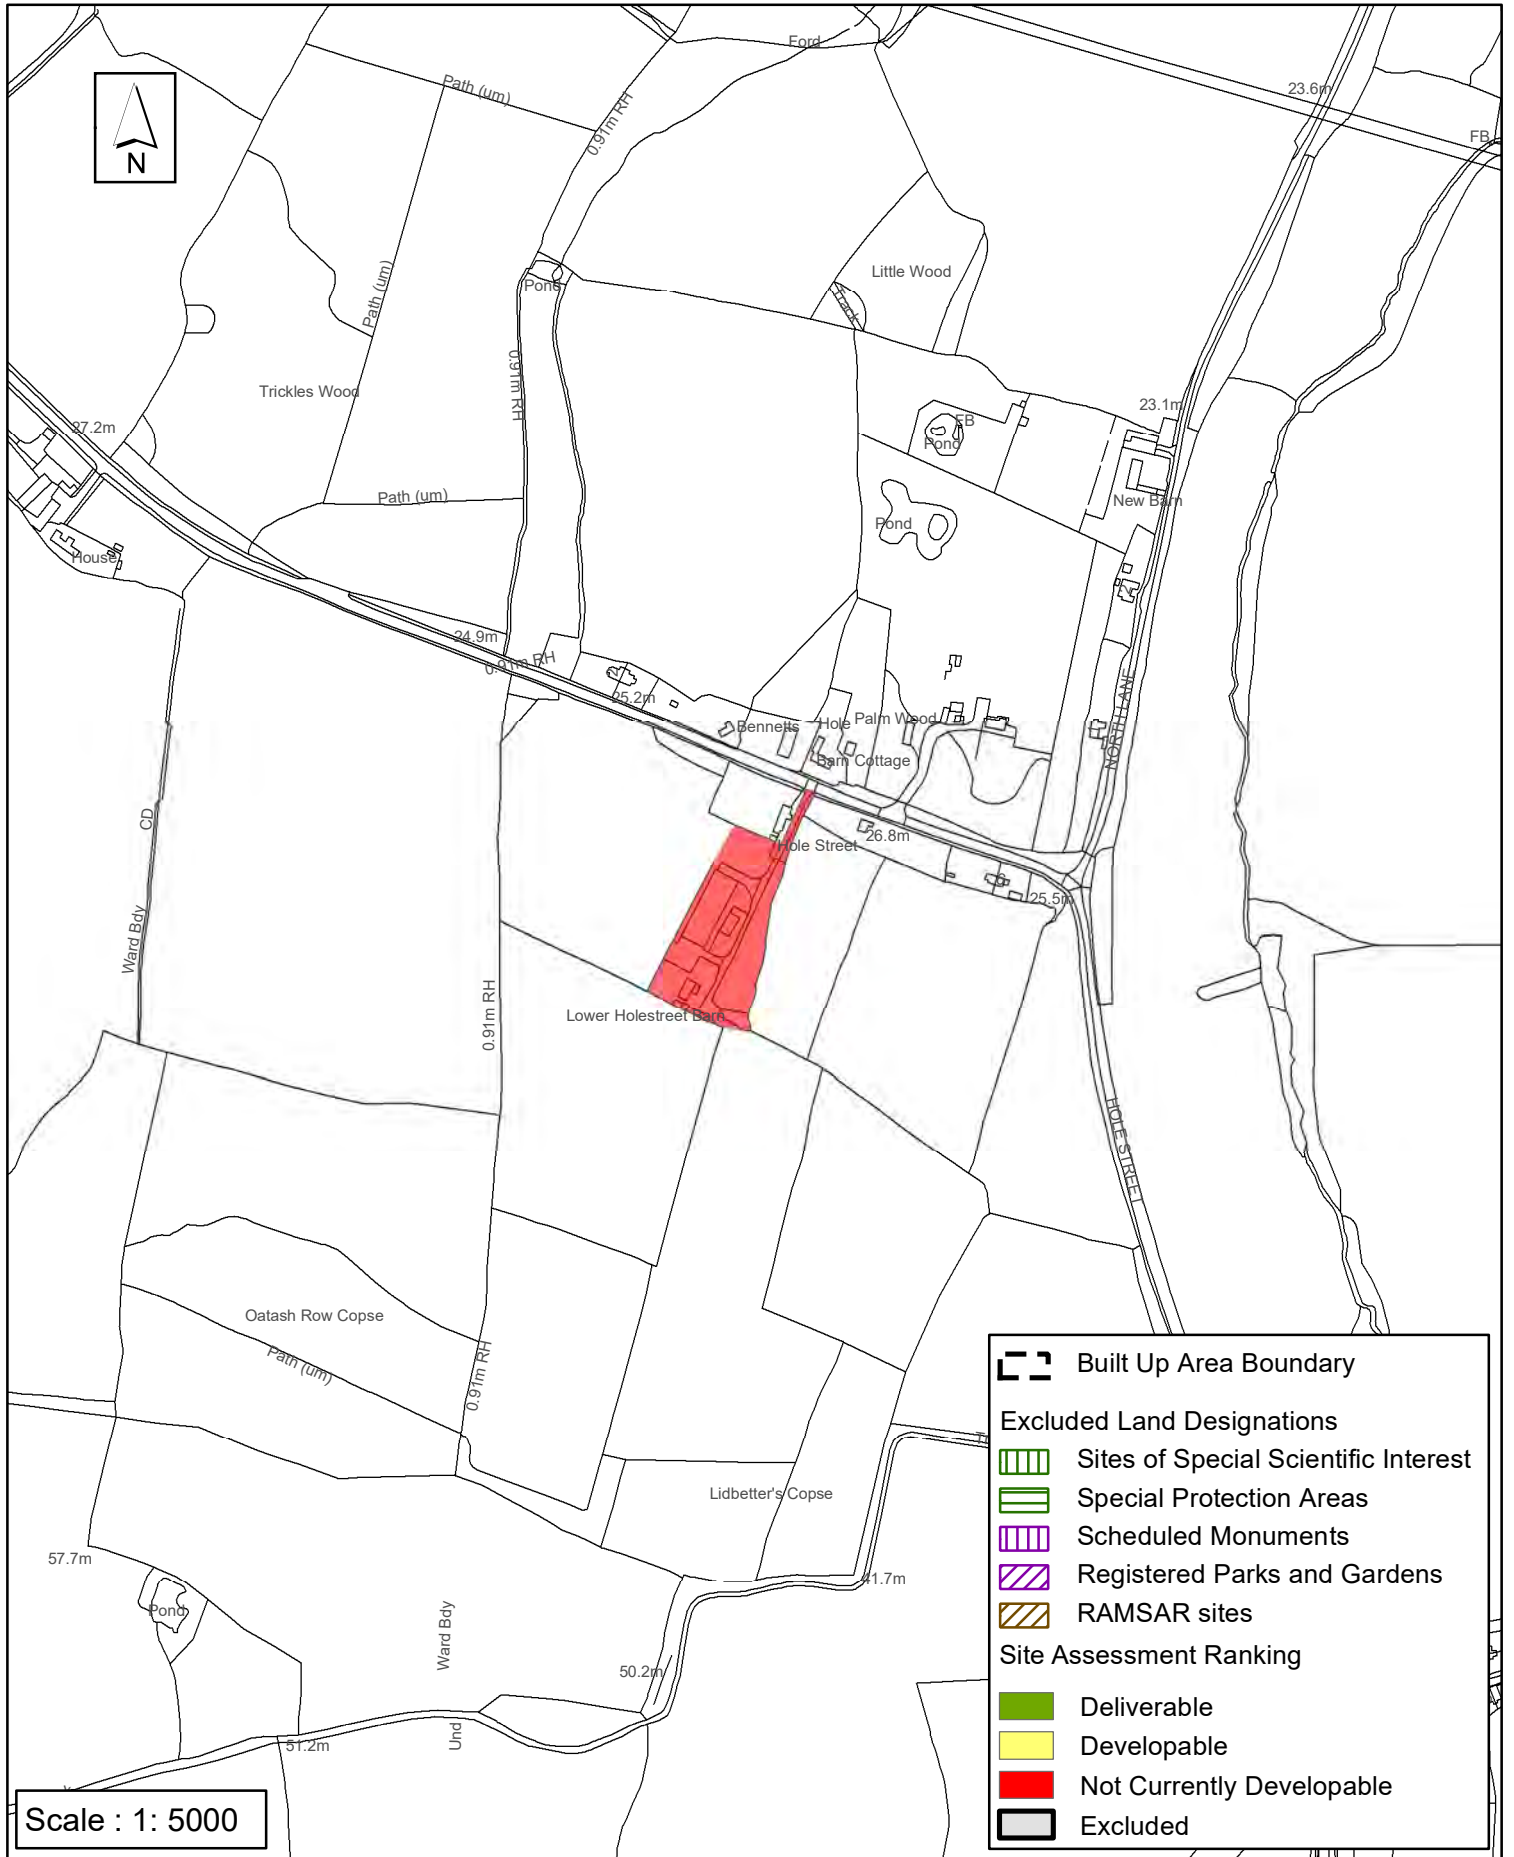 Ford
Path (um)
0.91m RH
23.6m
FB
N
Little Wood
Pond
Path (um)
Track
0.91m RH
Trickles Wood
23.1m
27.2m
FB
Pond
Path (um)
New Barn
Pond
House
2
24.9m
0.91m RH
2
25.2m
NORTH LANE
Bennetts
Hole
Palm Wood
Barn Cottage
CD
26.8m
Hole Street
25.5m
Ward Bdy
0.91m RH
Lower Holestreet Barn
HOLE STREET
Oatash Row Copse
Path (um)
0.91m RH
Lidbetter's Copse
57.7m
41.7m
Pond
Ward Bdy
50.2m
Und
51.2m
Scale : 1: 5000
Built Up Area Boundary
Excluded Land Designations
Sites of Special Scientific Interest
Special Protection Areas
Scheduled Monuments
Registered Parks and Gardens
RAMSAR sites
Site Assessment Ranking
Deliverable
Developable
Not Currently Developable
Excluded